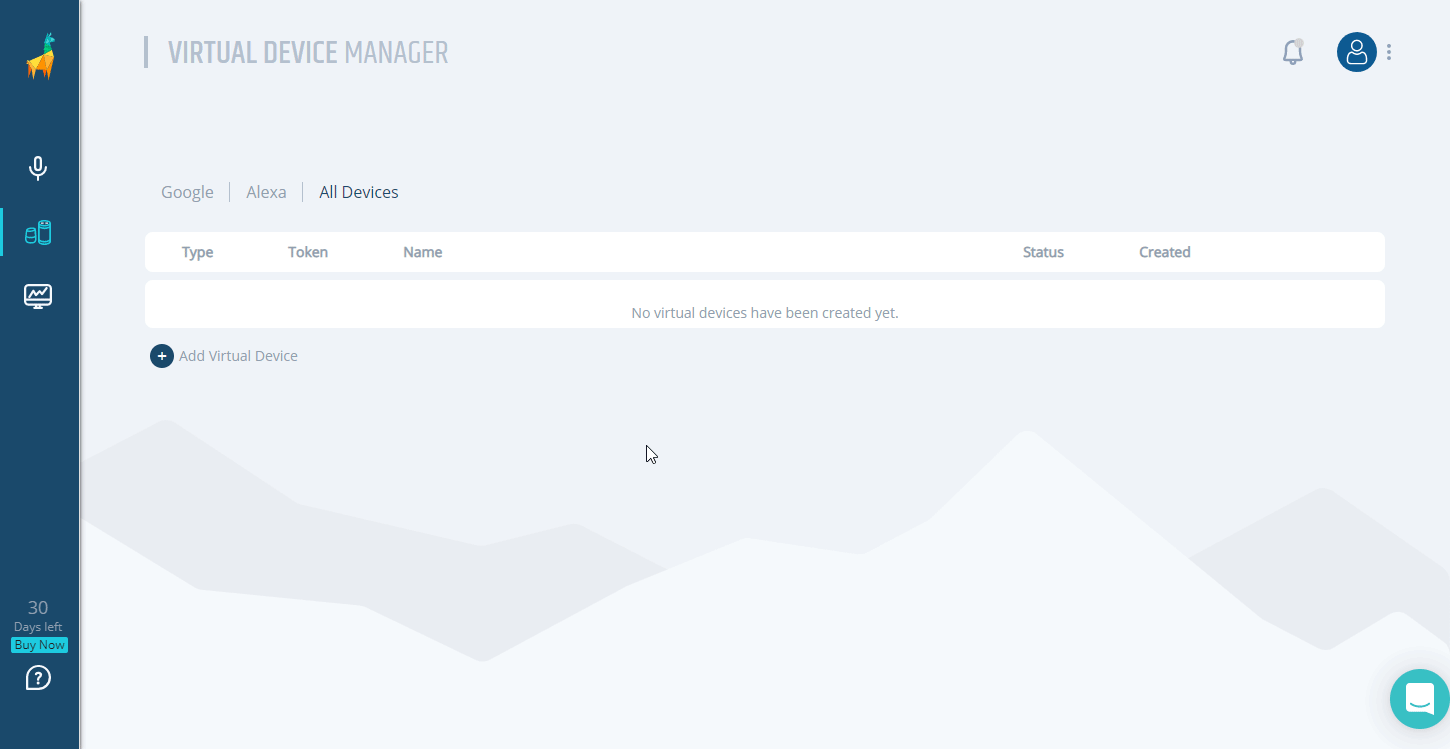 VIRTUAL DEVICE MANAGER
Google
Alexa
All Devices
Type Token Name Status Created
No virtual devices have been created yet.
+ Add Virtual Device
30
Days left
Buy Now
?